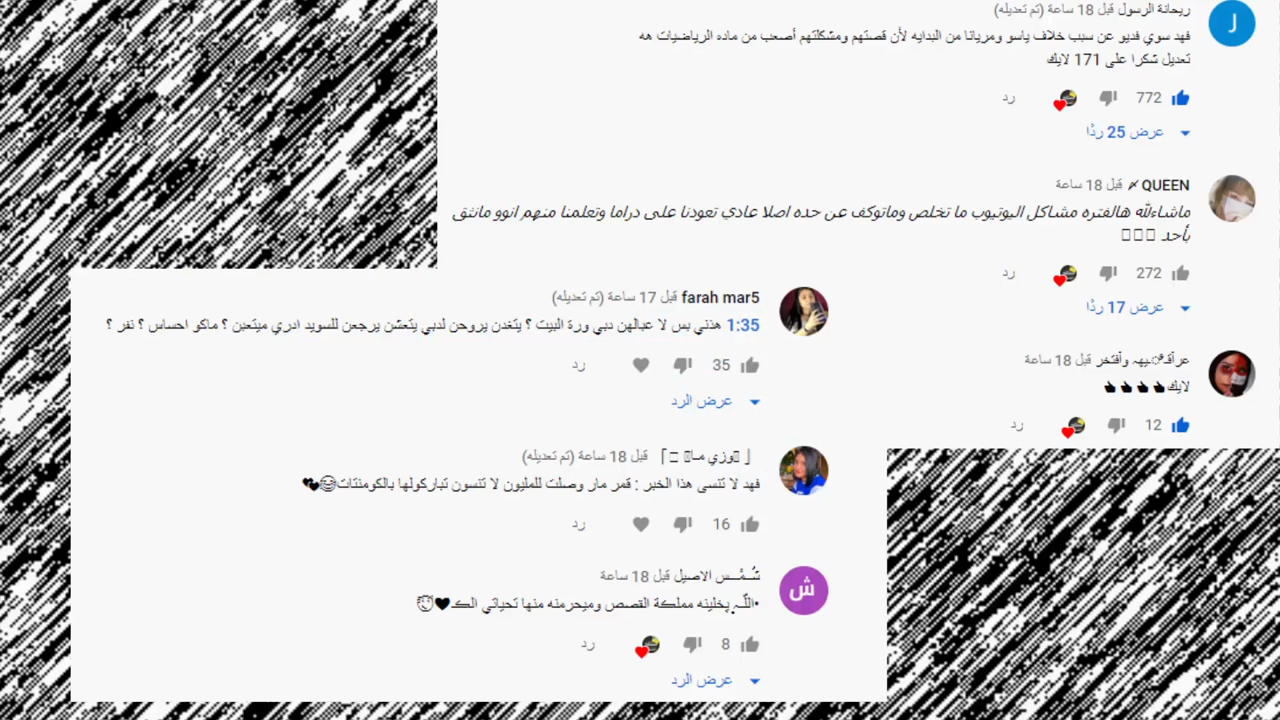 ريحانة الرسول قبل 18 ساعة (تم تعديله)
فهد سوي فديو عن سبب خلاف ياسو ومريانا من البدايه لأن قصتهم ومشكلتهم أصعب من ماده الرياضيات هه
تعديل شكرا على 171 لايك
772 رد
عرض 25 ردًا
QUEEN قبل 18 ساعة
ماشاءلله هالفتره مشاكل اليوتيوب ما تخلص وماتوكف عن حده اصلا عادي تعودنا على دراما وتعلمنا منهم انوو مانثق
بأحد
272 رد
عرض 17 ردًا
قبل 18 ساعة
لايك👍👍👍👍
12 رد
farah mar5 قبل 17 ساعة (تم تعديله)
1:35 هذني بس لا عبالهن دبي ورة البيت ؟ يتغدن يروحن لدبي يتعشن يرجعن للسويد ادري ميتعبن ؟ ماكو احساس ؟ نفر ؟
35 رد
عرض الرد
قبل 18 ساعة (تم تعديله)
فهد لا تنسى هذا الخبر : قمر مار وصلت للمليون لا تنسون تباركولها بالكومنتات😂🖤
16 رد
شـمـس الاصيل قبل 18 ساعة
•اللّٰه يخلينه مملكة القصص وميحرمنه منها تحياتي الكـ🖤
8 رد
عرض الرد
ش